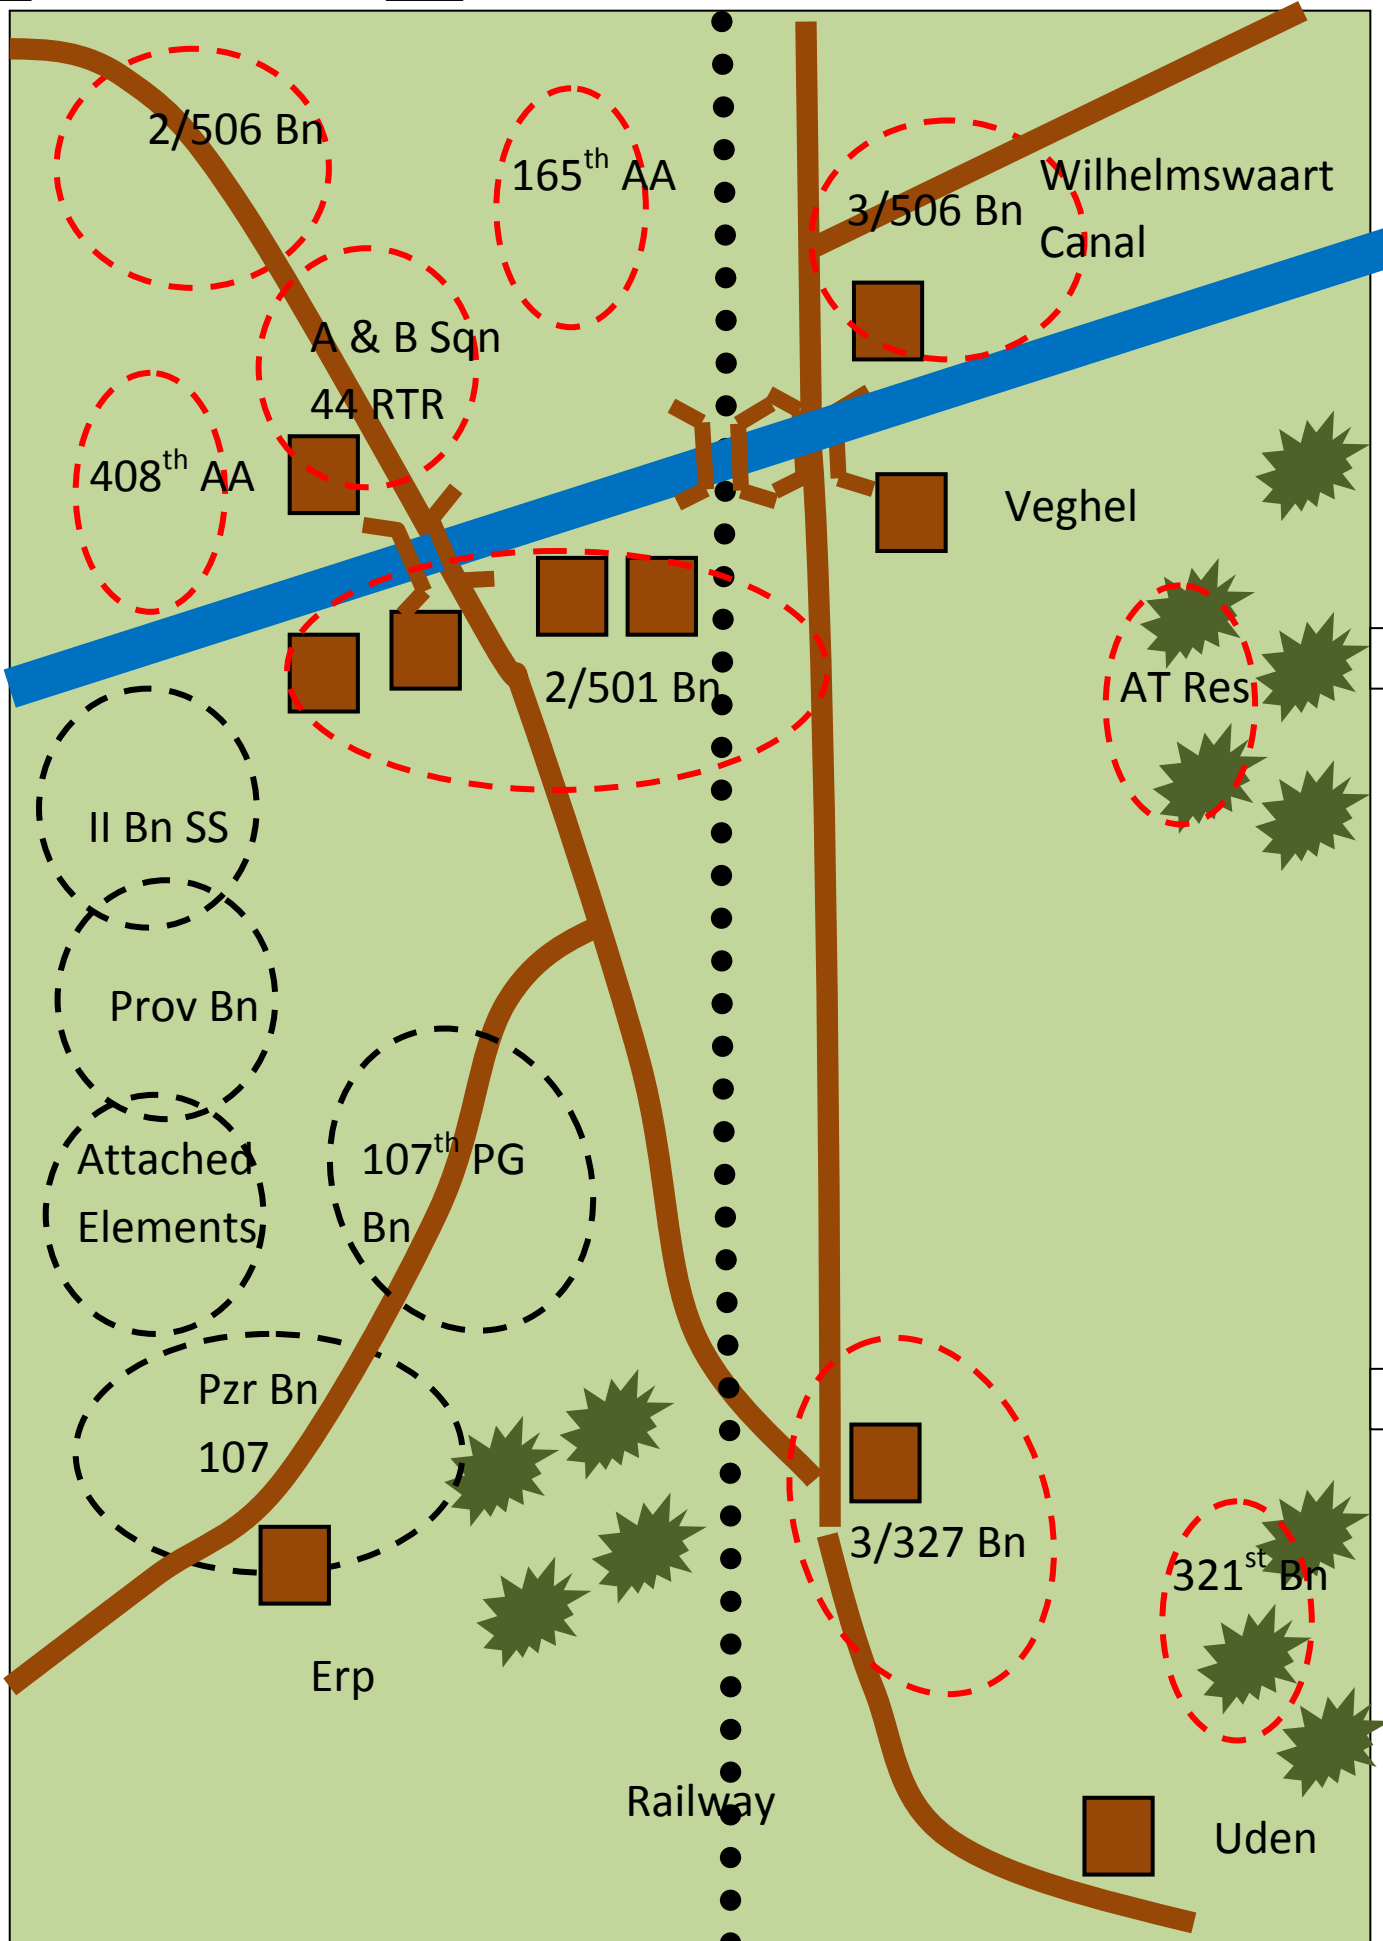 2/506 Bn
165th AA
Wilhelmswaart
Canal
3/506 Bn
A & B Sqn
44 RTR
408th AA
Veghel
2/501 Bn
AT Res
II Bn SS
Prov Bn
Attached
Elements
107th PG
Bn
Pzr Bn
107
3/327 Bn
321st Bn
Erp
Railway
Uden